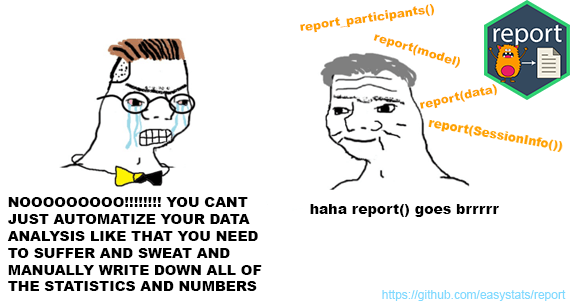 report_participants()
report(model)
report
report(data)
report(SessionInfo())
NOOOOOOOOO!!!!!!!! YOU CANT
JUST AUTOMATIZE YOUR DATA
ANALYSIS LIKE THAT YOU NEED
TO SUFFER AND SWEAT AND
MANUALLY WRITE DOWN ALL OF
THE STATISTICS AND NUMBERS
haha report() goes brrrrr
https://github.com/easystats/report